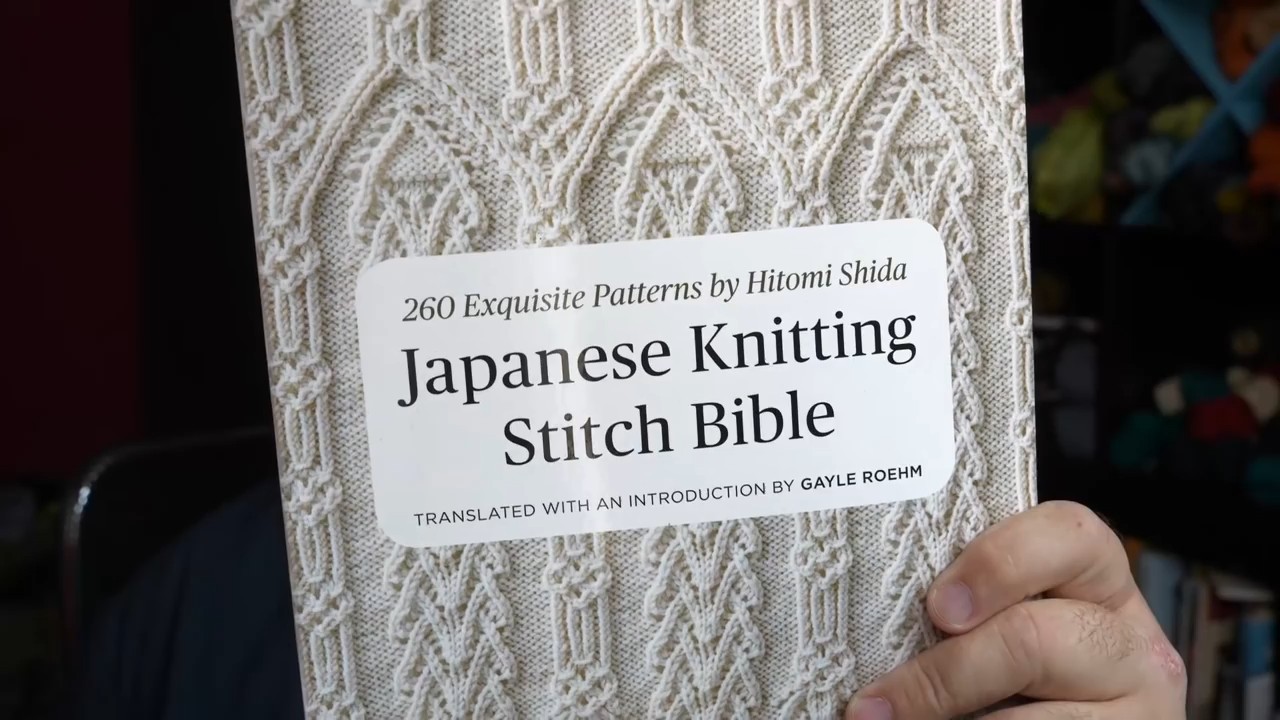 260 Exquisite Patterns by Hitomi Shida
Japanese Knitting
Stitch Bible
TRANSLATED WITH AN INTRODUCTION BY GAYLE ROEHM